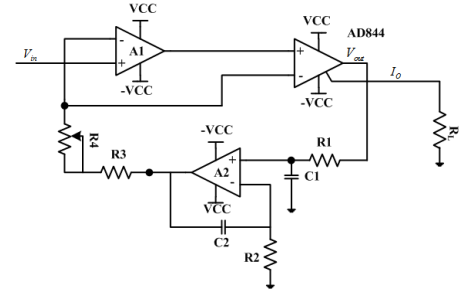 VCC
VCC
AD844
A1
Vin
Vout
IO
-VCC
-VCC
RL
R4
-VCC
R1
R3
A2
C1
VCC
C2
R2